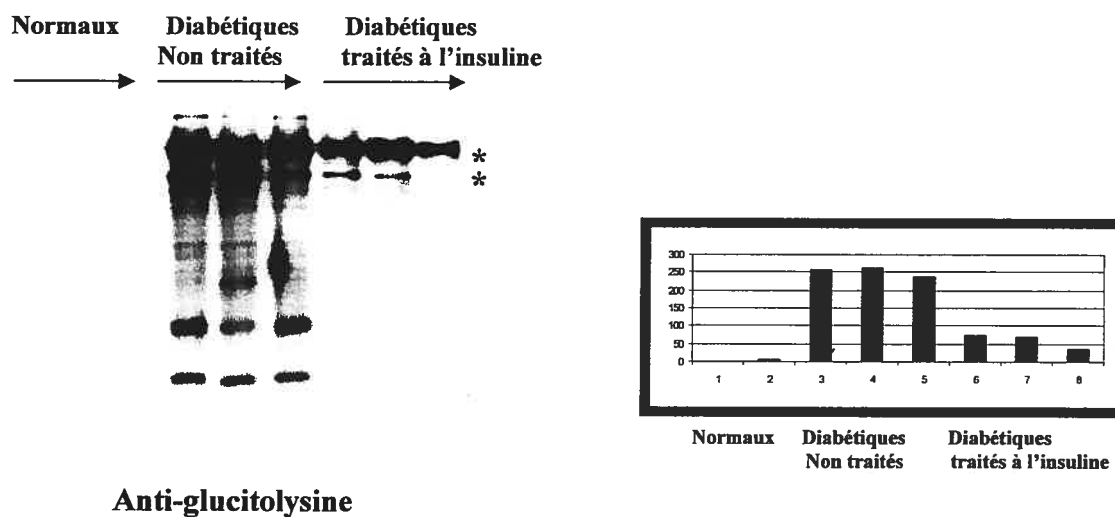 Normaux Diabétiques Diabétiques
Non traités traités à l'insuline
*
*
300
250
200
150
100
50
0
1 2 3 4 5 6 7 8
Normaux Diabétiques Diabétiques
Non traités traités à l'insuline
Anti-glucitolysine